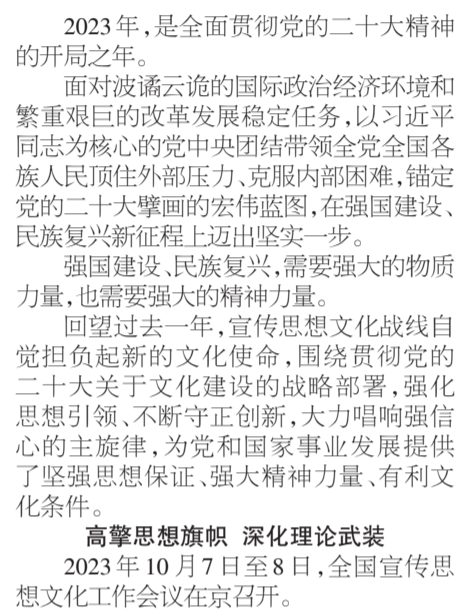 2023年,是全面贯彻党的二十大精神
的开局之年。
面对波谲云诡的国际政治经济环境和
繁重艰巨的改革发展稳定任务,以习近平
同志为核心的党中央团结带领全党全国各
族人民顶住外部压力、克服内部困难,锚定
党的二十大擘画的宏伟蓝图,在强国建设、
民族复兴新征程上迈出坚实一步。
强国建设、民族复兴,需要强大的物质
力量,也需要强大的精神力量。
回望过去一年,宣传思想文化战线自
觉担负起新的文化使命,围绕贯彻党的
二十大关于文化建设的战略部署,强化
思想引领、不断守正创新,大力唱响强信
心的主旋律,为党和国家事业发展提供
了坚强思想保证、强大精神力量、有利文
化条件。
高擎思想旗帜 深化理论武装
2023年10月7日至8日,全国宣传思
想文化工作会议在京召开。